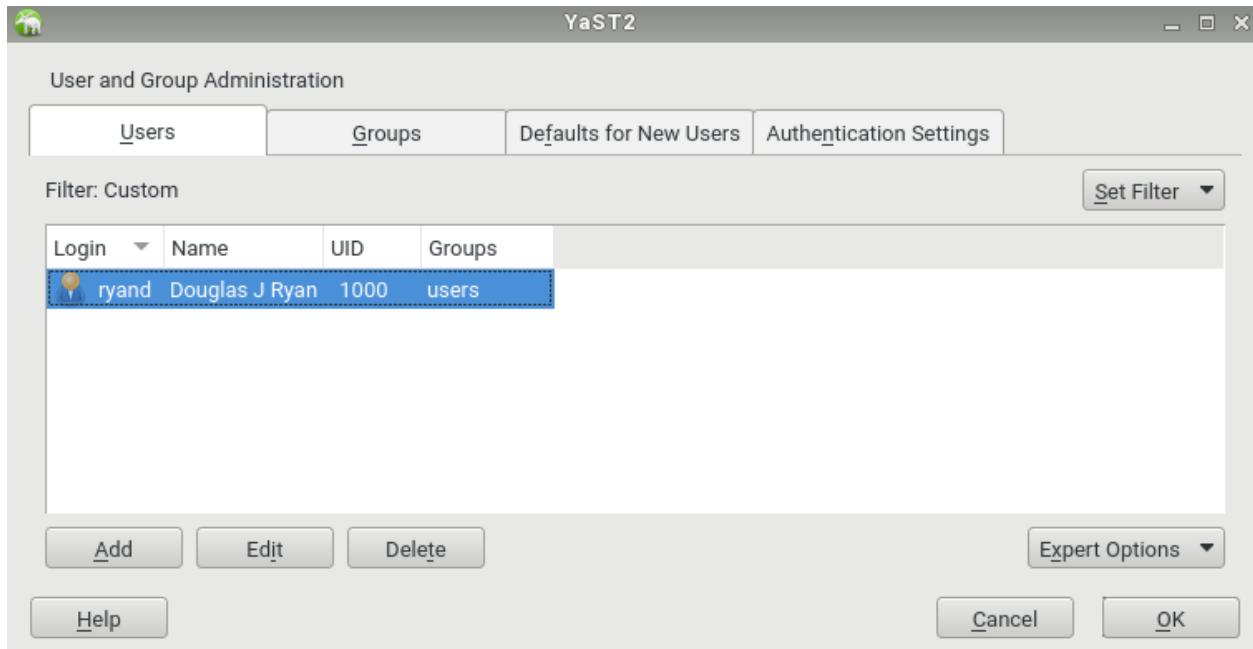 YaST2
User and Group Administration
Users Groups Defaults for New Users Authentication Settings
Filter: Custom Set Filter
Login Name UID Groups
ryand Douglas J Ryan 1000 users
Add Edit Delete Expert Options
Help Cancel OK